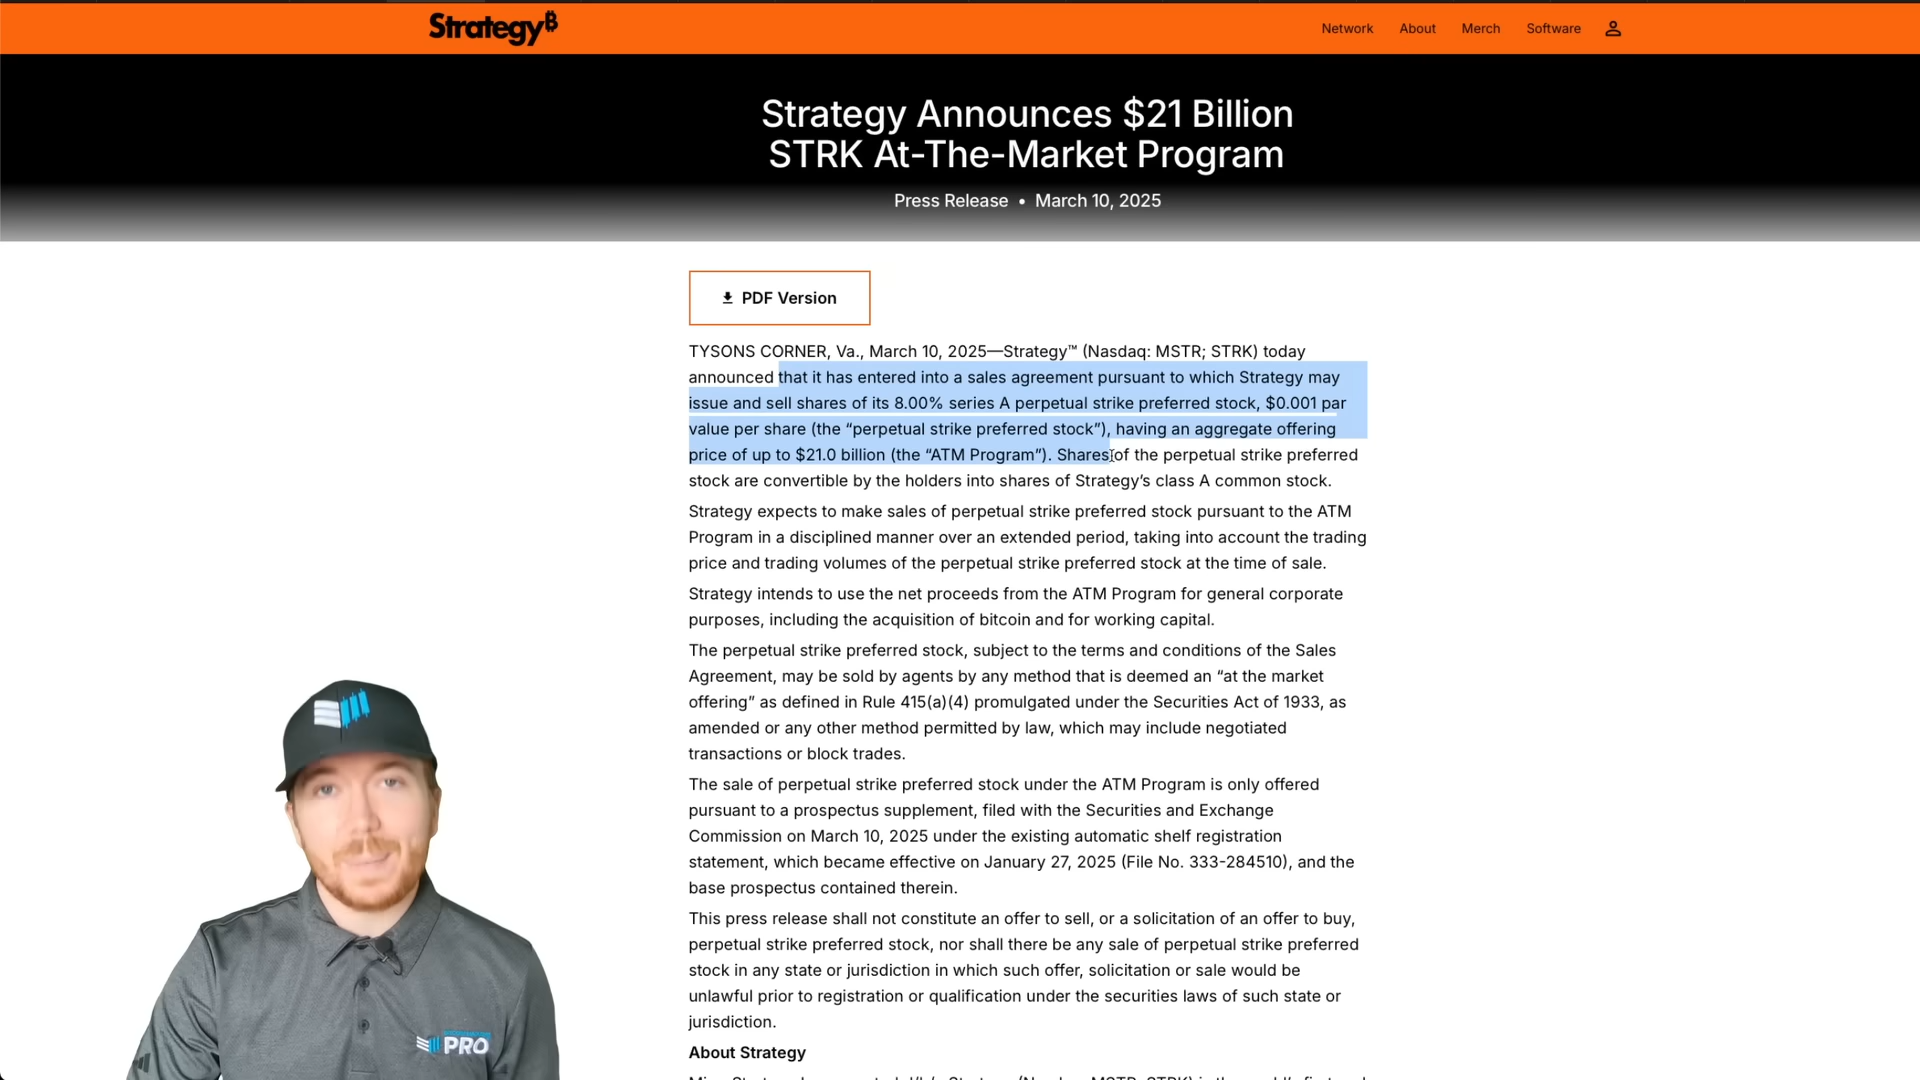 Strategy₿
Network About Merch Software
Strategy Announces $21 Billion
STRK At-The-Market Program
Press Release • March 10, 2025
PDF Version
TYSONS CORNER, Va., March 10, 2025—Strategy™ (Nasdaq: MSTR; STRK) today
announced that it has entered into a sales agreement pursuant to which Strategy may
issue and sell shares of its 8.00% series A perpetual strike preferred stock, $0.001 par
value per share (the “perpetual strike preferred stock”), having an aggregate offering
price of up to $21.0 billion (the “ATM Program”). Shares of the perpetual strike preferred
stock are convertible by the holders into shares of Strategy’s class A common stock.
Strategy expects to make sales of perpetual strike preferred stock pursuant to the ATM
Program in a disciplined manner over an extended period, taking into account the trading
price and trading volumes of the perpetual strike preferred stock at the time of sale.
Strategy intends to use the net proceeds from the ATM Program for general corporate
purposes, including the acquisition of bitcoin and for working capital.
The perpetual strike preferred stock, subject to the terms and conditions of the Sales
Agreement, may be sold by agents by any method that is deemed an “at the market
offering” as defined in Rule 415(a)(4) promulgated under the Securities Act of 1933, as
amended or any other method permitted by law, which may include negotiated
transactions or block trades.
The sale of perpetual strike preferred stock under the ATM Program is only offered
pursuant to a prospectus supplement, filed with the Securities and Exchange
Commission on March 10, 2025 under the existing automatic shelf registration
statement, which became effective on January 27, 2025 (File No. 333-284510), and the
base prospectus contained therein.
This press release shall not constitute an offer to sell, or a solicitation of an offer to buy,
perpetual strike preferred stock, nor shall there be any sale of perpetual strike preferred
stock in any state or jurisdiction in which such offer, solicitation or sale would be
unlawful prior to registration or qualification under the securities laws of such state or
jurisdiction.
About Strategy
PRO